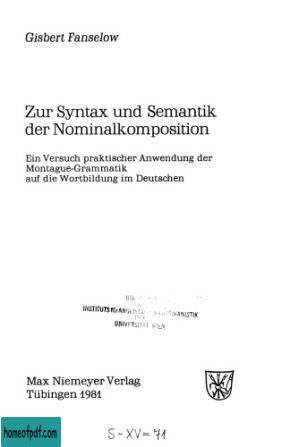 Gisbert Fanselow
Zur Syntax und Semantik
der Nominalkomposition
Ein Versuch praktischer Anwendung der
Montague-Grammatik
auf die Wortbildung im Deutschen
UNIVERSITÄT WIEN
Max Niemeyer Verlag
Tübingen 1981
S-XV-71
homeofpdf.com